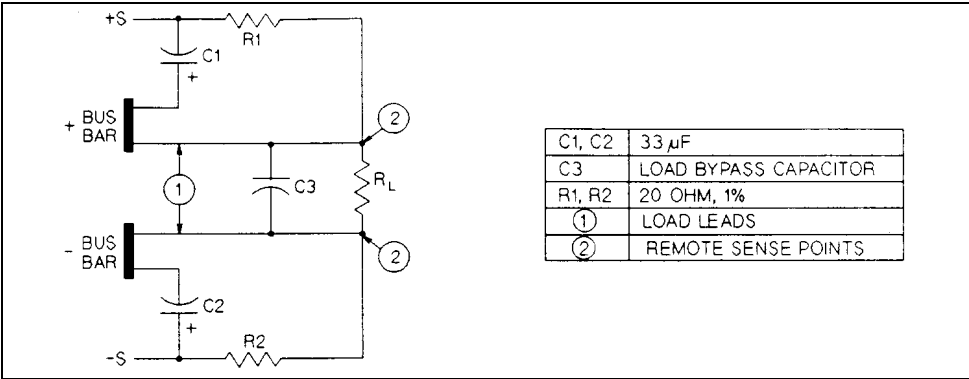 +S
R1
C1
+
+ BUS BAR
2
1
C3
RL
- BUS BAR
2
C2
+
R2
-S
C1, C2 33 µF
C3 LOAD BYPASS CAPACITOR
R1, R2 20 OHM, 1%
1 LOAD LEADS
2 REMOTE SENSE POINTS